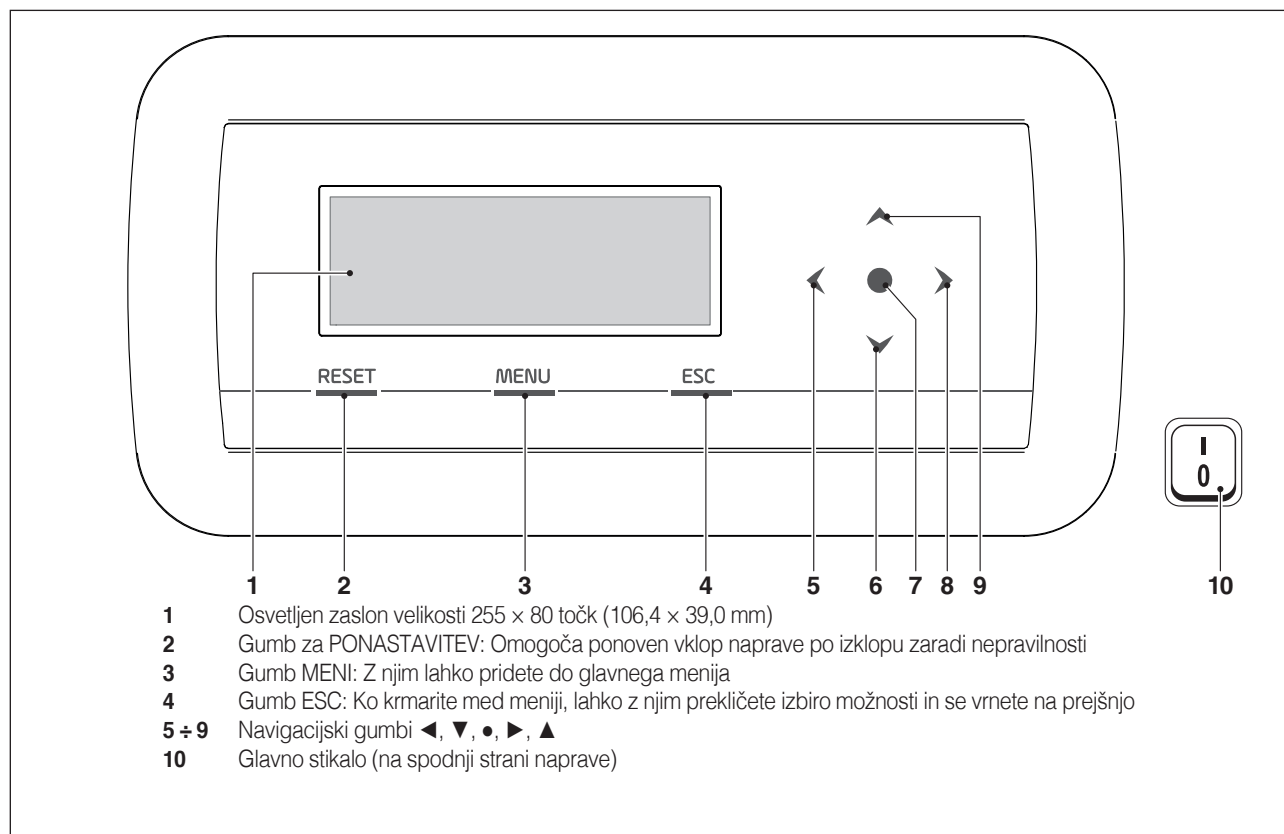 RESET MENU ESC
I
0
1 2 3 4 5 6 7 8 9 10
1 Osvetljen zaslon velikosti 255 × 80 točk (106,4 × 39,0 mm)
2 Gumb za PONASTAVITEV: Omogoča ponoven vklop naprave po izklopu zaradi nepravilnosti
3 Gumb MENI: Z njim lahko pridete do glavnega menija
4 Gumb ESC: Ko krmarite med meniji, lahko z njim prekličete izbiro možnosti in se vrnete na prejšnjo
5 ÷ 9 Navigacijski gumbi ◄, ▼, ●, ►, ▲
10 Glavno stikalo (na spodnji strani naprave)